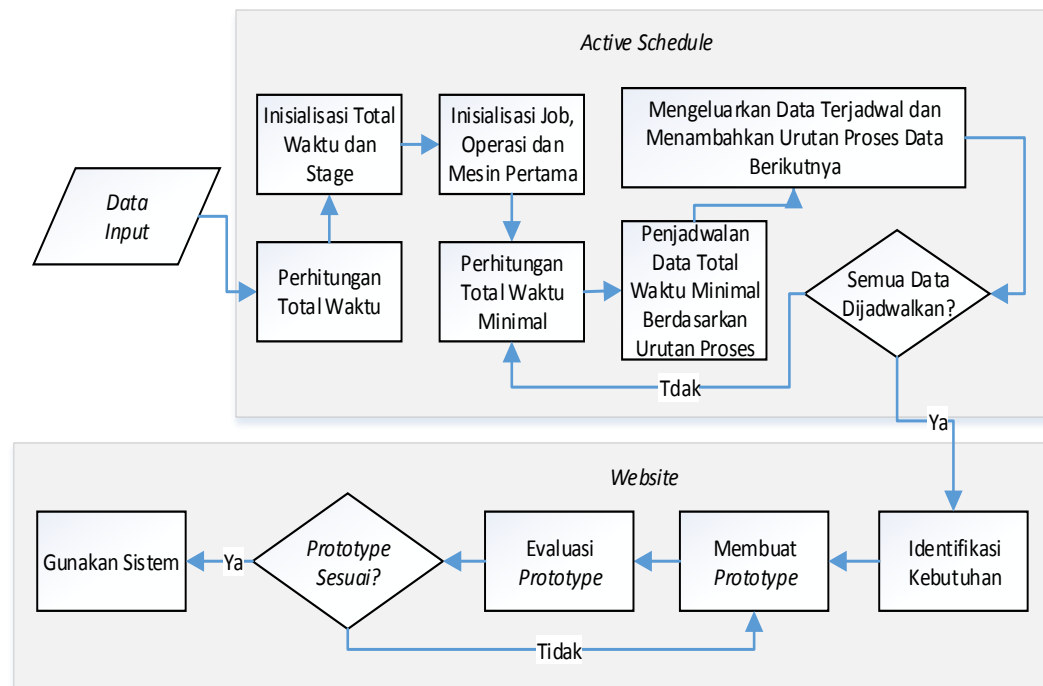 Active Schedule
Data
Input
Perhitungan
Total Waktu
Inisialisasi Total
Waktu dan
Stage
Inisialisasi Job,
Operasi dan
Mesin Pertama
Perhitungan
Total Waktu
Minimal
Penjadwalan
Data Total
Waktu Minimal
Berdasarkan
Urutan Proses
Mengeluarkan Data Terjadwal dan
Menambahkan Urutan Proses Data
Berikutnya
Semua Data
Dijadwalkan?
Tdak
Ya
Website
Identifikasi
Kebutuhan
Membuat
Prototype
Evaluasi
Prototype
Prototype
Sesuai?
Tidak
Ya
Gunakan Sistem